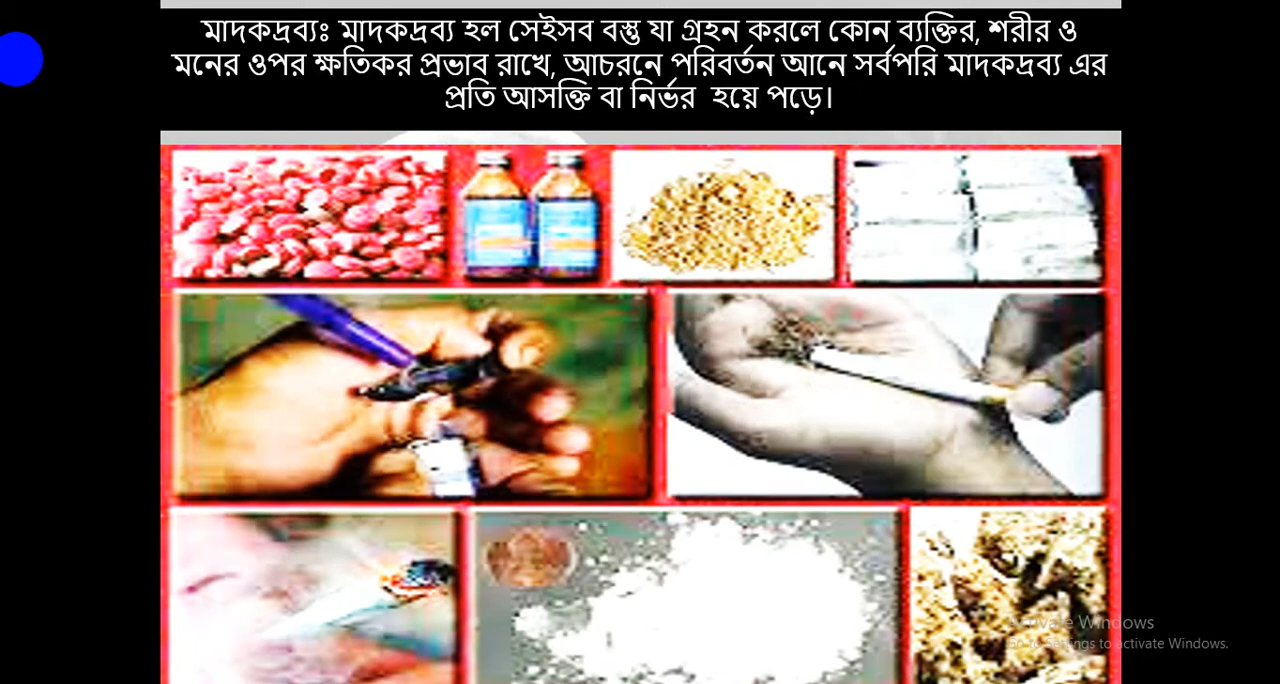 মাদকদ্রব্যঃ মাদকদ্রব্য হল সেইসব বস্তু যা গ্রহন করলে কোন ব্যক্তির, শরীর ও
মনের ওপর ক্ষতিকর প্রভাব রাখে, আচরনে পরিবর্তন আনে সর্বপরি মাদকদ্রব্য এর
প্রতি আসক্তি বা নির্ভর হয়ে পড়ে।
Activate Windows
Go to Settings to activate Windows.